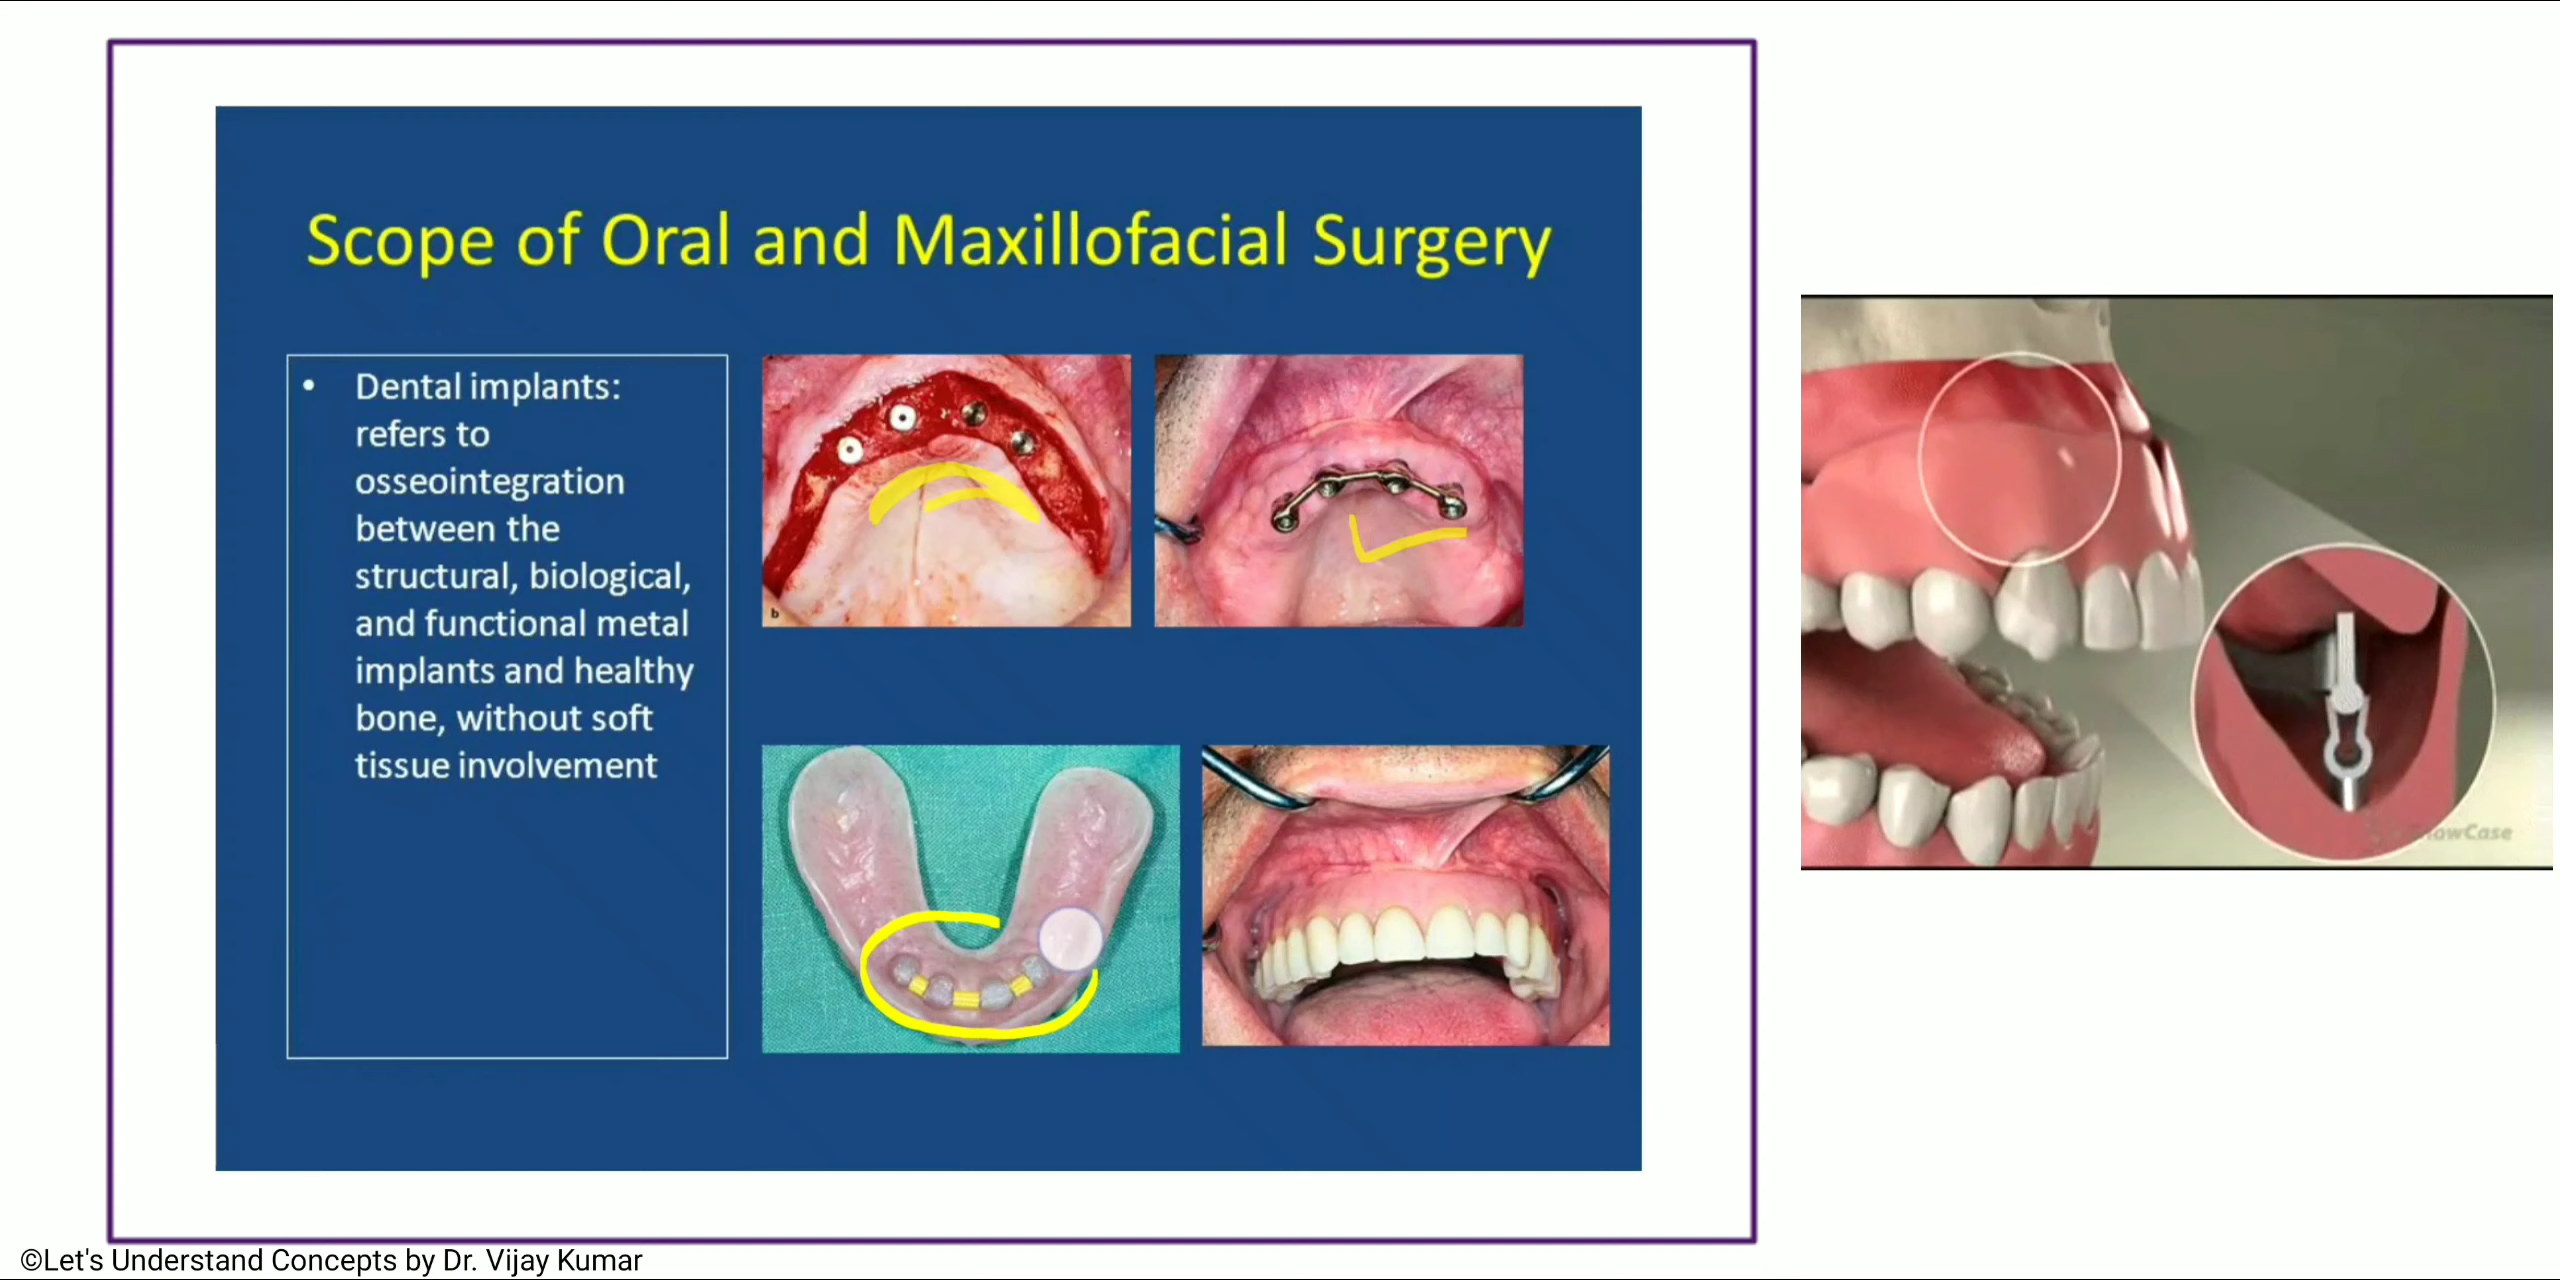 Scope of Oral and Maxillofacial Surgery
• Dental implants:
refers to
osseointegration
between the
structural, biological,
and functional metal
implants and healthy
bone, without soft
tissue involvement
b
©Let's Understand Concepts by Dr. Vijay Kumar